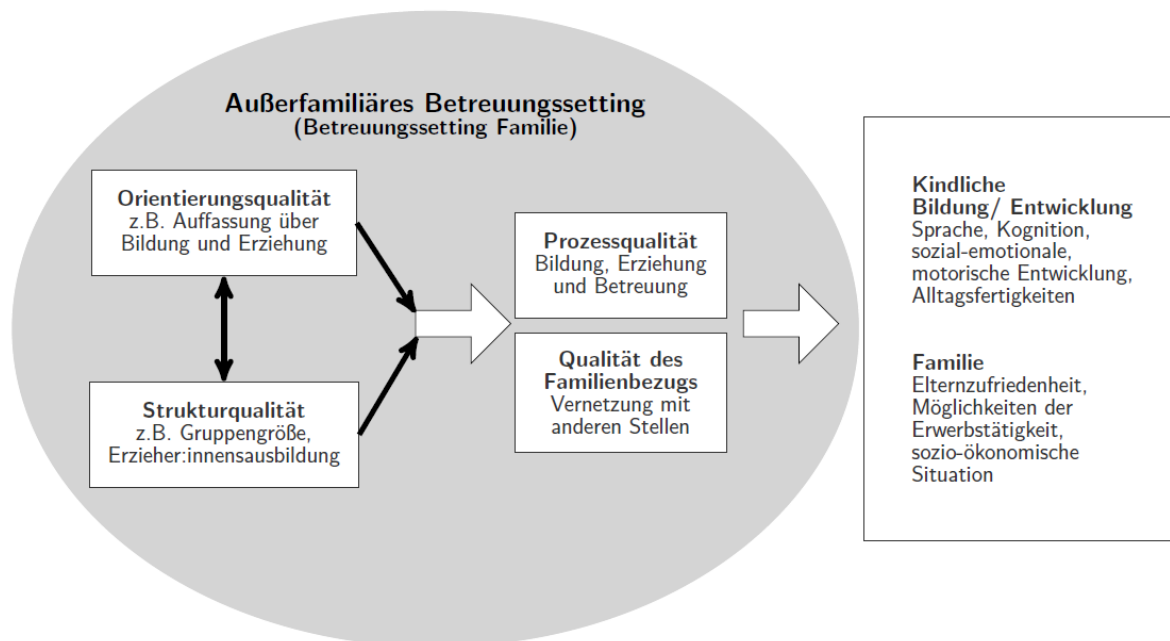 Außerfamiliäres Betreuungssetting
(Betreuungssetting Familie)
Orientierungsqualität
z.B. Auffassung über
Bildung und Erziehung
Strukturqualität
z.B. Gruppengröße,
Erzieher:innensausbildung
Prozessqualität
Bildung, Erziehung
und Betreuung
Qualität des
Familienbezugs
Vernetzung mit
anderen Stellen
Kindliche
Bildung/ Entwicklung
Sprache, Kognition,
sozial-emotionale,
motorische Entwicklung,
Alltagsfertigkeiten
Familie
Elternzufriedenheit,
Möglichkeiten der
Erwerbstätigkeit,
sozio-ökonomische
Situation